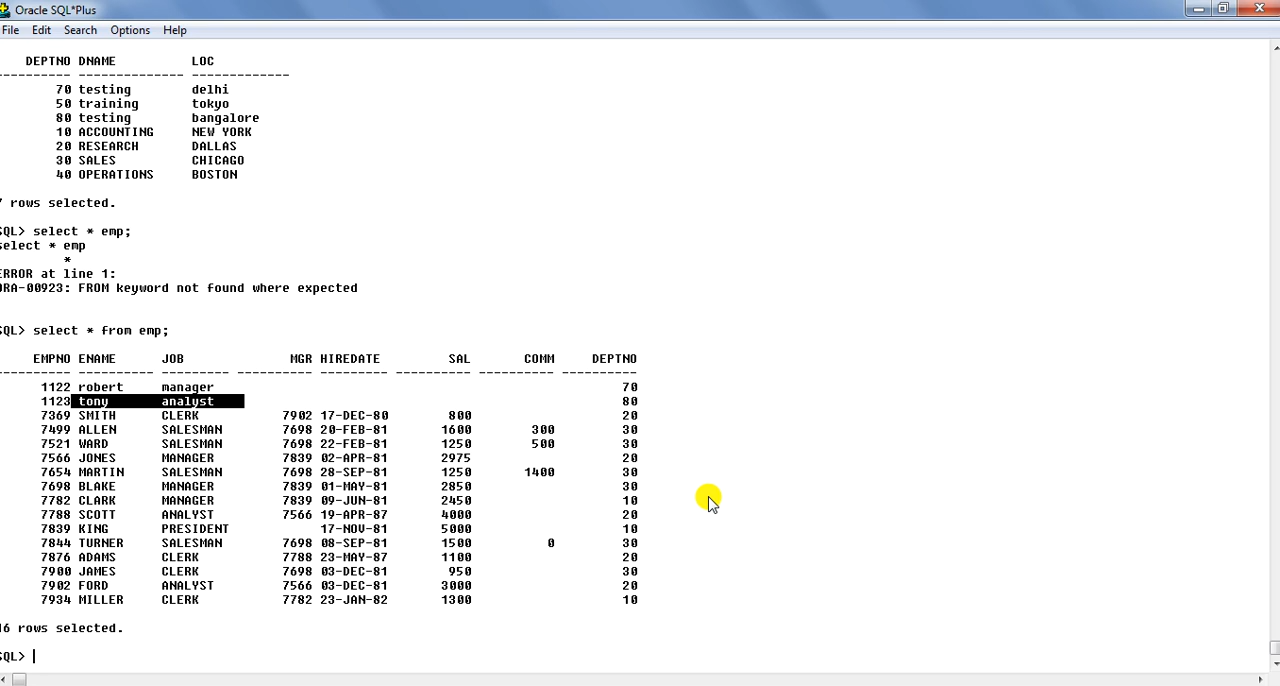 Oracle SQL*Plus
File Edit Search Options Help
DEPTNO DNAME LOC
---------- -------------- -------------
70 testing delhi
50 training tokyo
80 testing bangalore
10 ACCOUNTING NEW YORK
20 RESEARCH DALLAS
30 SALES CHICAGO
40 OPERATIONS BOSTON
7 rows selected.
SQL> select * emp;
select * emp
*
ERROR at line 1:
ORA-00923: FROM keyword not found where expected
SQL> select * from emp;
EMPNO ENAME JOB MGR HIREDATE SAL COMM DEPTNO
---------- ---------- --------- ---------- --------- ---------- ---------- ----------
1122 robert manager 70
1123 tony analyst 80
7369 SMITH CLERK 7902 17-DEC-80 800 20
7499 ALLEN SALESMAN 7698 20-FEB-81 1600 300 30
7521 WARD SALESMAN 7698 22-FEB-81 1250 500 30
7566 JONES MANAGER 7839 02-APR-81 2975 20
7654 MARTIN SALESMAN 7698 28-SEP-81 1250 1400 30
7698 BLAKE MANAGER 7839 01-MAY-81 2850 30
7782 CLARK MANAGER 7839 09-JUN-81 2450 10
7788 SCOTT ANALYST 7566 19-APR-87 4000 20
7839 KING PRESIDENT 17-NOV-81 5000 10
7844 TURNER SALESMAN 7698 08-SEP-81 1500 0 30
7876 ADAMS CLERK 7788 23-MAY-87 1100 20
7900 JAMES CLERK 7698 03-DEC-81 950 30
7902 FORD ANALYST 7566 03-DEC-81 3000 20
7934 MILLER CLERK 7782 23-JAN-82 1300 10
16 rows selected.
SQL>